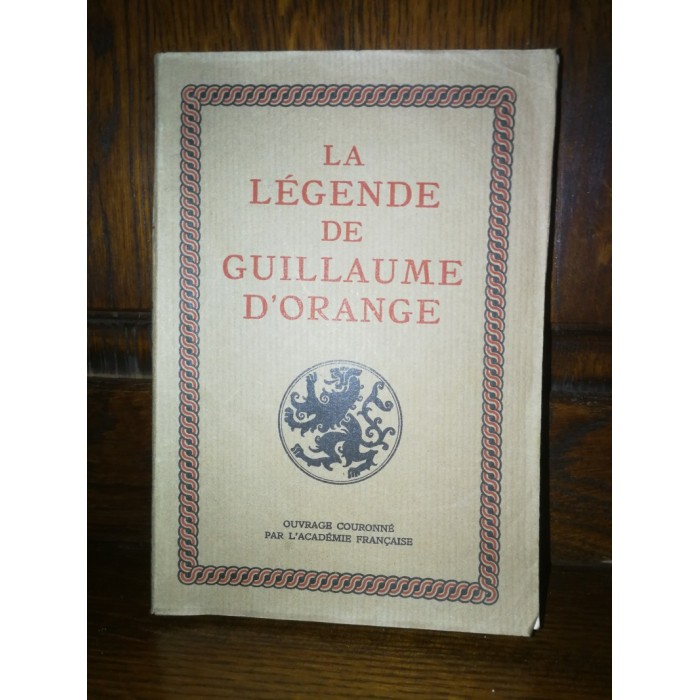 LA
LÉGENDE
DE
GUILLAUME
D'ORANGE
OUVRAGE COURONNÉ
PAR L'ACADÉMIE FRANÇAISE